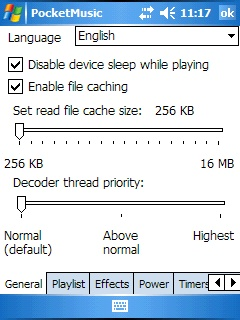 PocketMusic 11:17 ok
Language English
Disable device sleep while playing
Enable file caching
Set read file cache size: 256 KB
256 KB 16 MB
Decoder thread priority:
Normal Above Highest
(default) normal
General Playlist Effects Power Timers